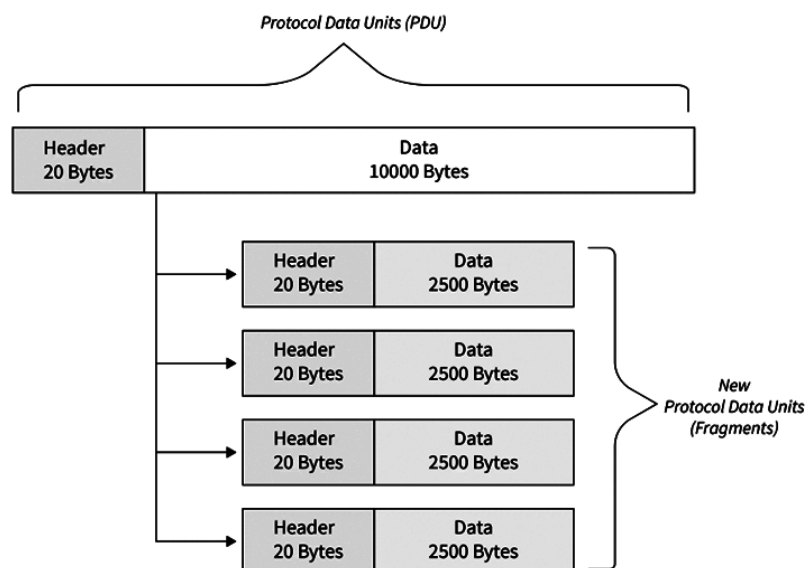 Protocol Data Units (PDU)
Header
20 Bytes
Data
10000 Bytes
Header
20 Bytes
Data
2500 Bytes
Header
20 Bytes
Data
2500 Bytes
Header
20 Bytes
Data
2500 Bytes
Header
20 Bytes
Data
2500 Bytes
New
Protocol Data Units
(Fragments)